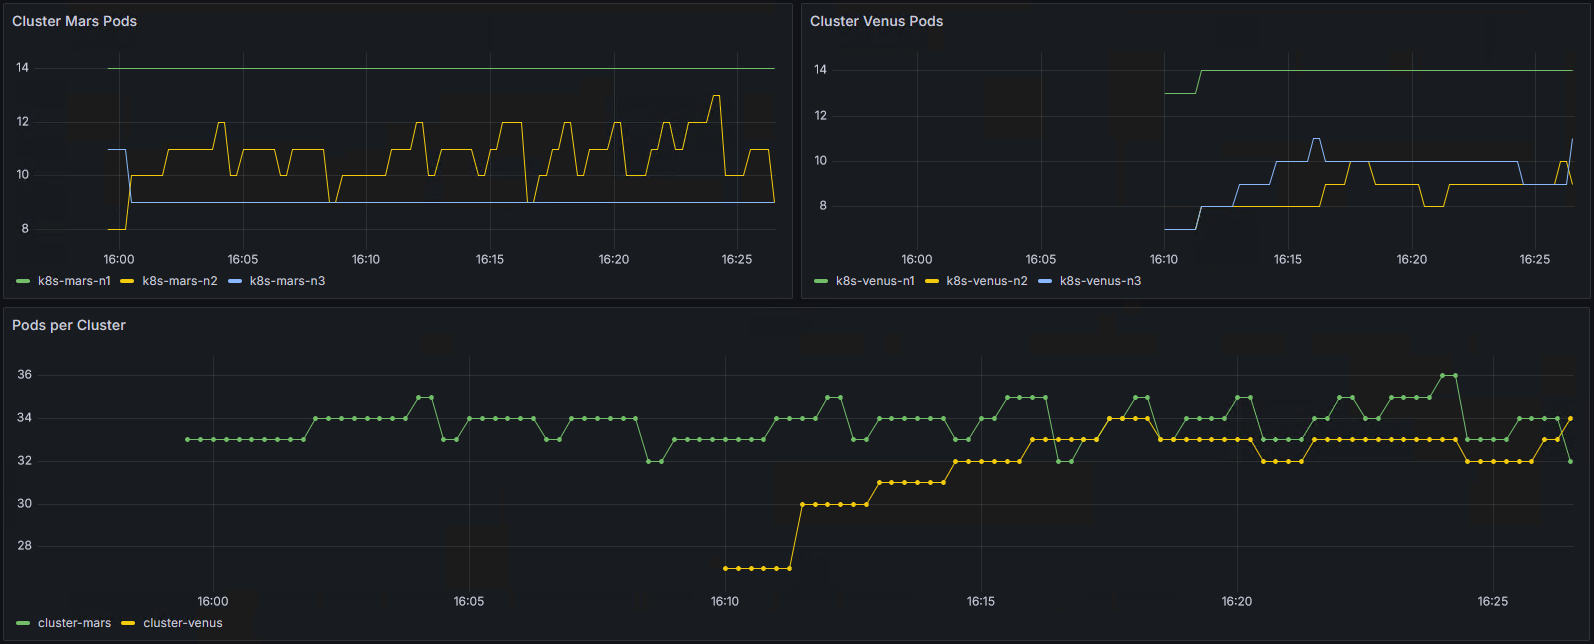 Cluster Mars Pods
14
12
10
8
16:00 16:05 16:10 16:15 16:20 16:25
k8s-mars-n1 k8s-mars-n2 k8s-mars-n3
Cluster Venus Pods
14
12
10
8
16:00 16:05 16:10 16:15 16:20 16:25
k8s-venus-n1 k8s-venus-n2 k8s-venus-n3
Pods per Cluster
36
34
32
30
28
16:00 16:05 16:10 16:15 16:20 16:25
cluster-mars cluster-venus